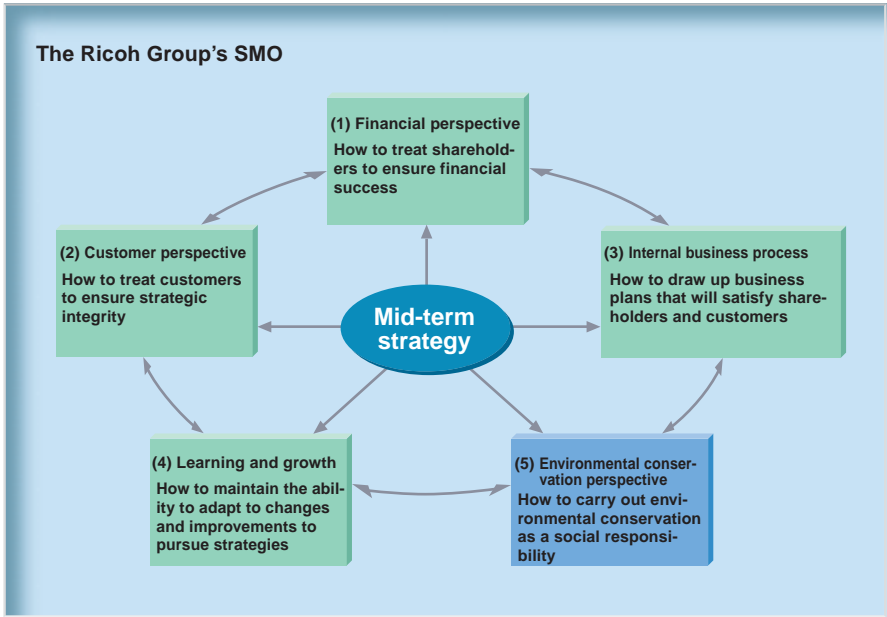 The Ricoh Group's SMO
(1) Financial perspective
How to treat sharehold-
ers to ensure financial
success
(2) Customer perspective
How to treat customers
to ensure strategic
integrity
(3) Internal business process
How to draw up business
plans that will satisfy share-
holders and customers
Mid-term
strategy
(4) Learning and growth
How to maintain the abil-
ity to adapt to changes
and improvements to
pursue strategies
(5) Environmental conser-
vation perspective
How to carry out envi-
ronmental conservation
as a social responsi-
bility